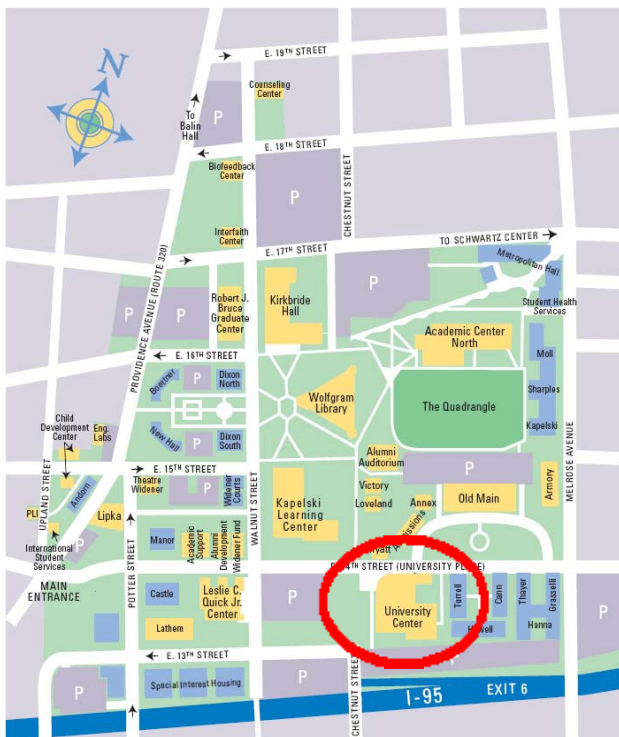 N
E. 19TH STREET
Counseling
Center
P
To
Balin
Hall
E. 18TH STREET
CHESTNUT STREET
Biofeedback
Center
P
Interfaith
Center
TO SCHWARTZ CENTER
E. 17TH STREET
Metropolitan Hall
PROVIDENCE AVENUE (ROUTE 320)
P
Student Health
Services
Robert J.
Bruce
Graduate
Center
Kirkbride
Hall
P
P
Academic Center
North
E. 16TH STREET
Moll
Boettner
P
Dixon
North
Wolfgram
Library
Sharples
The Quadrangle
Kapelski
Child
Development
Center
Eng.
Labs
New Hall
P
Dixon
South
Alumni
Auditorium
MELROSE AVENUE
UPLAND STREET
E. 15TH STREET
P
Andorn
Theatre
Widener
P
Widener
Courts
WALNUT STREET
Kapelski
Learning
Center
Victory
Loveland
Annex
Old Main
Armory
PLI
Lipka
P
Manor
Academic
Support
Alumni
Development
Widener Fund
International
Student
Services
MAIN
ENTRANCE
POTTER STREET
14TH STREET (UNIVERSITY PLACE)
Castle
Leslie C.
Quick Jr.
Center
P
University
Center
Turrell
Cann
Thayer
Grasselli
P
Lathem
Hanna
E. 13TH STREET
P
P
Special Interest Housing
P
CHESTNUT
STREET
I-95
EXIT 6